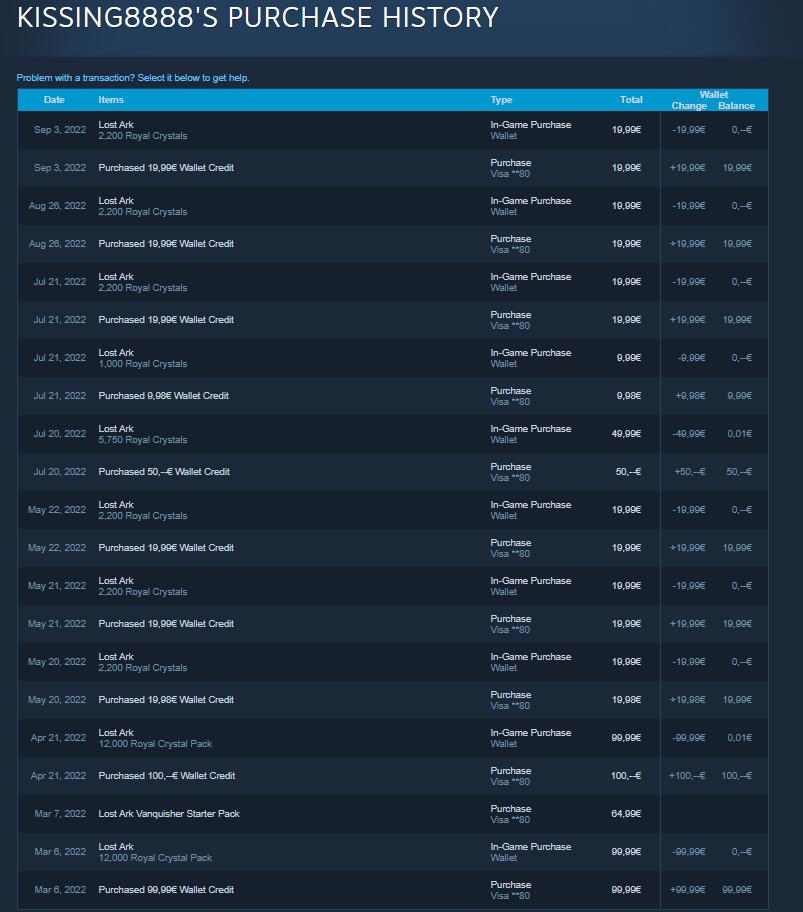 KISSING8888'S PURCHASE HISTORY
Problem with a transaction? Select it below to get help.
Date Items Type Total Wallet
Change Balance
Sep 3, 2022 Lost Ark In-Game Purchase 19,99€ -19,99€ 0,--€
2,200 Royal Crystals Wallet
Sep 3, 2022 Purchased 19,99€ Wallet Credit Purchase 19,99€ +19,99€ 19,99€
Visa **80
Aug 26, 2022 Lost Ark In-Game Purchase 19,99€ -19,99€ 0,--€
2,200 Royal Crystals Wallet
Aug 26, 2022 Purchased 19,99€ Wallet Credit Purchase 19,99€ +19,99€ 19,99€
Visa **80
Jul 21, 2022 Lost Ark In-Game Purchase 19,99€ -19,99€ 0,--€
2,200 Royal Crystals Wallet
Jul 21, 2022 Purchased 19,99€ Wallet Credit Purchase 19,99€ +19,99€ 19,99€
Visa **80
Jul 21, 2022 Lost Ark In-Game Purchase 9,99€ -9,99€ 0,--€
1,000 Royal Crystals Wallet
Jul 21, 2022 Purchased 9,98€ Wallet Credit Purchase 9,98€ +9,98€ 9,99€
Visa **80
Jul 20, 2022 Lost Ark In-Game Purchase 49,99€ -49,99€ 0,01€
5,750 Royal Crystals Wallet
Jul 20, 2022 Purchased 50,--€ Wallet Credit Purchase 50,--€ +50,--€ 50,--€
Visa **80
May 22, 2022 Lost Ark In-Game Purchase 19,99€ -19,99€ 0,--€
2,200 Royal Crystals Wallet
May 22, 2022 Purchased 19,99€ Wallet Credit Purchase 19,99€ +19,99€ 19,99€
Visa **80
May 21, 2022 Lost Ark In-Game Purchase 19,99€ -19,99€ 0,--€
2,200 Royal Crystals Wallet
May 21, 2022 Purchased 19,99€ Wallet Credit Purchase 19,99€ +19,99€ 19,99€
Visa **80
May 20, 2022 Lost Ark In-Game Purchase 19,99€ -19,99€ 0,--€
2,200 Royal Crystals Wallet
May 20, 2022 Purchased 19,98€ Wallet Credit Purchase 19,98€ +19,98€ 19,99€
Visa **80
Apr 21, 2022 Lost Ark In-Game Purchase 99,99€ -99,99€ 0,01€
12,000 Royal Crystal Pack Wallet
Apr 21, 2022 Purchased 100,--€ Wallet Credit Purchase 100,--€ +100,--€ 100,--€
Visa **80
Mar 7, 2022 Lost Ark Vanquisher Starter Pack Purchase 64,99€
Visa **80
Mar 6, 2022 Lost Ark In-Game Purchase 99,99€ -99,99€ 0,--€
12,000 Royal Crystal Pack Wallet
Mar 6, 2022 Purchased 99,99€ Wallet Credit Purchase 99,99€ +99,99€ 99,99€
Visa **80